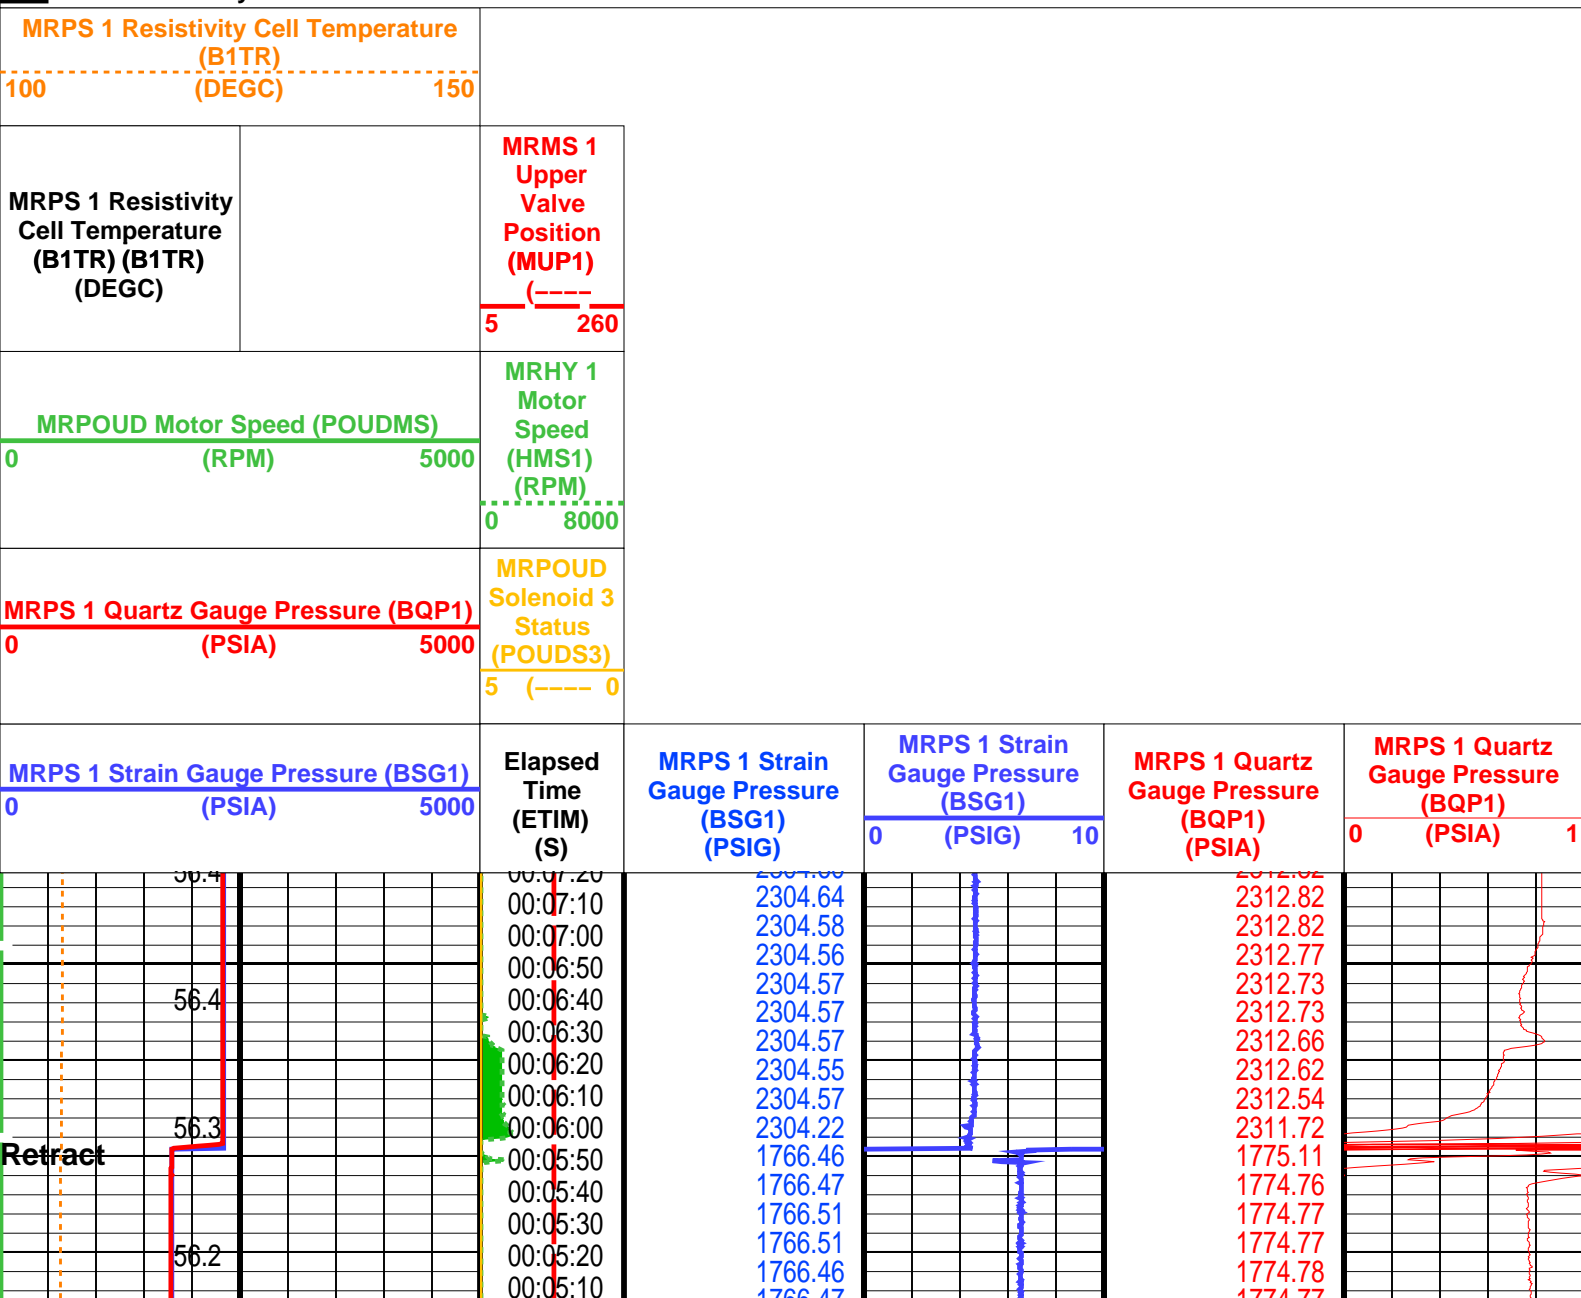 MRPS 1 Resistivity Cell Temperature
(B1TR)
100 (DEGC) 150
MRPS 1 Resistivity
Cell Temperature
(B1TR) (B1TR)
(DEGC)
MRMS 1
Upper
Valve
Position
(MUP1)
(----
5 260
MRPOUD Motor Speed (POUDMS)
0 (RPM) 5000
MRHY 1
Motor
Speed
(HMS1)
(RPM)
0 8000
MRPS 1 Quartz Gauge Pressure (BQP1)
0 (PSIA) 5000
MRPOUD
Solenoid 3
Status
(POUDS3)
5 (---- 0
MRPS 1 Strain Gauge Pressure (BSG1)
0 (PSIA) 5000
Elapsed
Time
(ETIM)
(S)
MRPS 1 Strain
Gauge Pressure
(BSG1)
(PSIG)
MRPS 1 Strain
Gauge Pressure
(BSG1)
0 (PSIG) 10
MRPS 1 Quartz
Gauge Pressure
(BQP1)
(PSIA)
MRPS 1 Quartz
Gauge Pressure
(BQP1)
0 (PSIA) 1
56.4
56.4
56.3
Retract
56.2
00:07:20
00:07:10
00:07:00
00:06:50
00:06:40
00:06:30
00:06:20
00:06:10
00:06:00
00:05:50
00:05:40
00:05:30
00:05:20
00:05:10
2304.64
2304.58
2304.56
2304.57
2304.57
2304.57
2304.55
2304.57
2304.22
1766.46
1766.47
1766.51
1766.51
1766.46
1766.47
2312.82
2312.82
2312.77
2312.73
2312.73
2312.66
2312.62
2312.54
2311.72
1775.11
1774.76
1774.77
1774.77
1774.78
1774.77